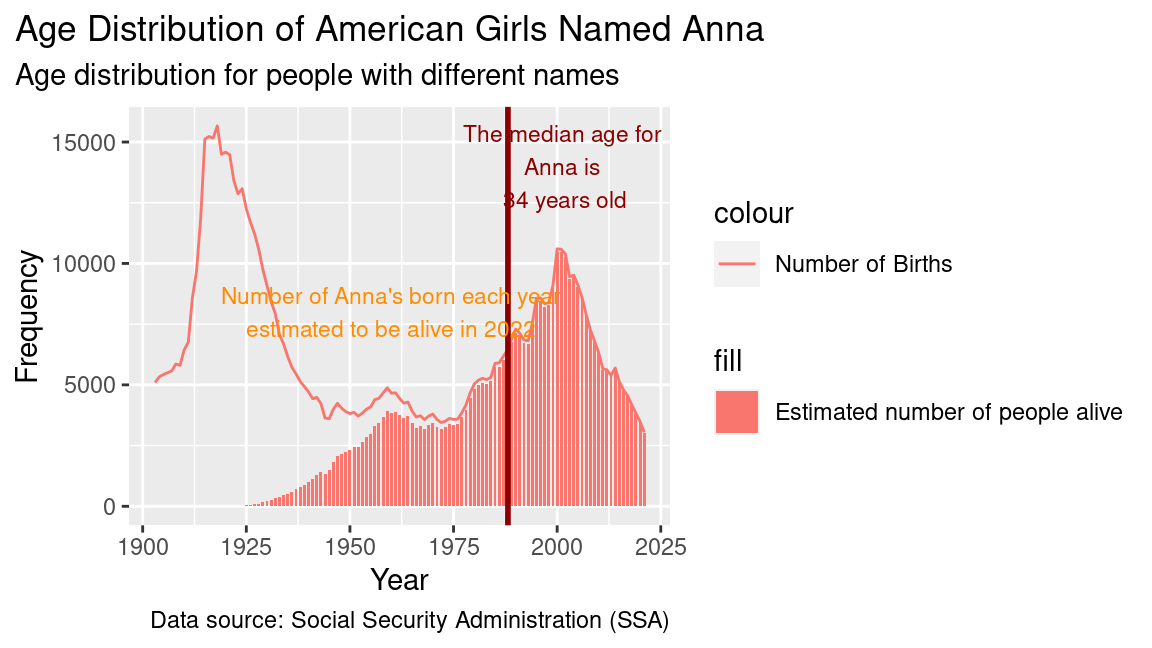 Age Distribution of American Girls Named Anna
Age distribution for people with different names
The median age for
Anna is
34 years old
Number of Anna's born each year
estimated to be alive in 2022
15000
10000
5000
0
Frequency
1900 1925 1950 1975 2000 2025
Year
Data source: Social Security Administration (SSA)
colour
Number of Births
fill
Estimated number of people alive